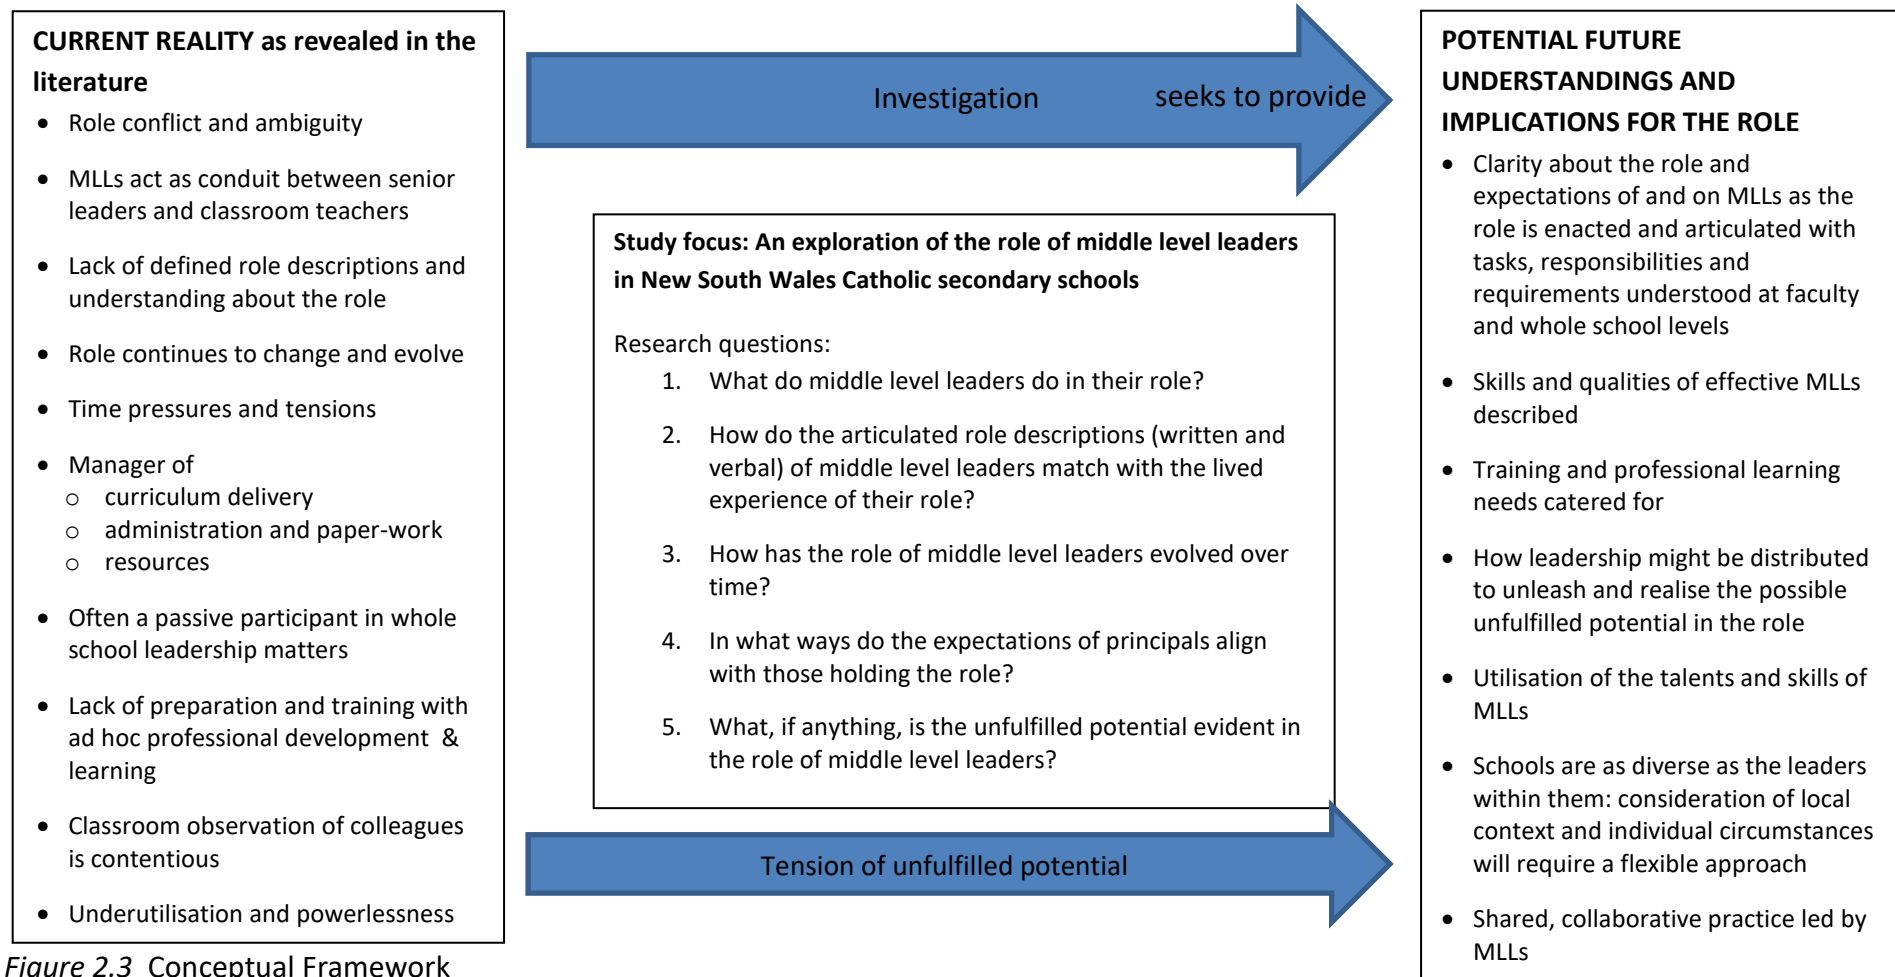 CURRENT REALITY as revealed in the
literature
• Role conflict and ambiguity
• MLLs act as conduit between senior
leaders and classroom teachers
• Lack of defined role descriptions and
understanding about the role
• Role continues to change and evolve
• Time pressures and tensions
• Manager of
o curriculum delivery
o administration and paper-work
o resources
• Often a passive participant in whole
school leadership matters
• Lack of preparation and training with
ad hoc professional development &
learning
• Classroom observation of colleagues
is contentious
• Underutilisation and powerlessness
Investigation seeks to provide
Study focus: An exploration of the role of middle level leaders
in New South Wales Catholic secondary schools
Research questions:
1. What do middle level leaders do in their role?
2. How do the articulated role descriptions (written and
verbal) of middle level leaders match with the lived
experience of their role?
3. How has the role of middle level leaders evolved over
time?
4. In what ways do the expectations of principals align
with those holding the role?
5. What, if anything, is the unfulfilled potential evident in
the role of middle level leaders?
Tension of unfulfilled potential
POTENTIAL FUTURE
UNDERSTANDINGS AND
IMPLICATIONS FOR THE ROLE
• Clarity about the role and
expectations of and on MLLs as the
role is enacted and articulated with
tasks, responsibilities and
requirements understood at faculty
and whole school levels
• Skills and qualities of effective MLLs
described
• Training and professional learning
needs catered for
• How leadership might be distributed
to unleash and realise the possible
unfulfilled potential in the role
• Utilisation of the talents and skills of
MLLs
• Schools are as diverse as the leaders
within them: consideration of local
context and individual circumstances
will require a flexible approach
• Shared, collaborative practice led by
MLLs
Figure 2.3 Conceptual Framework